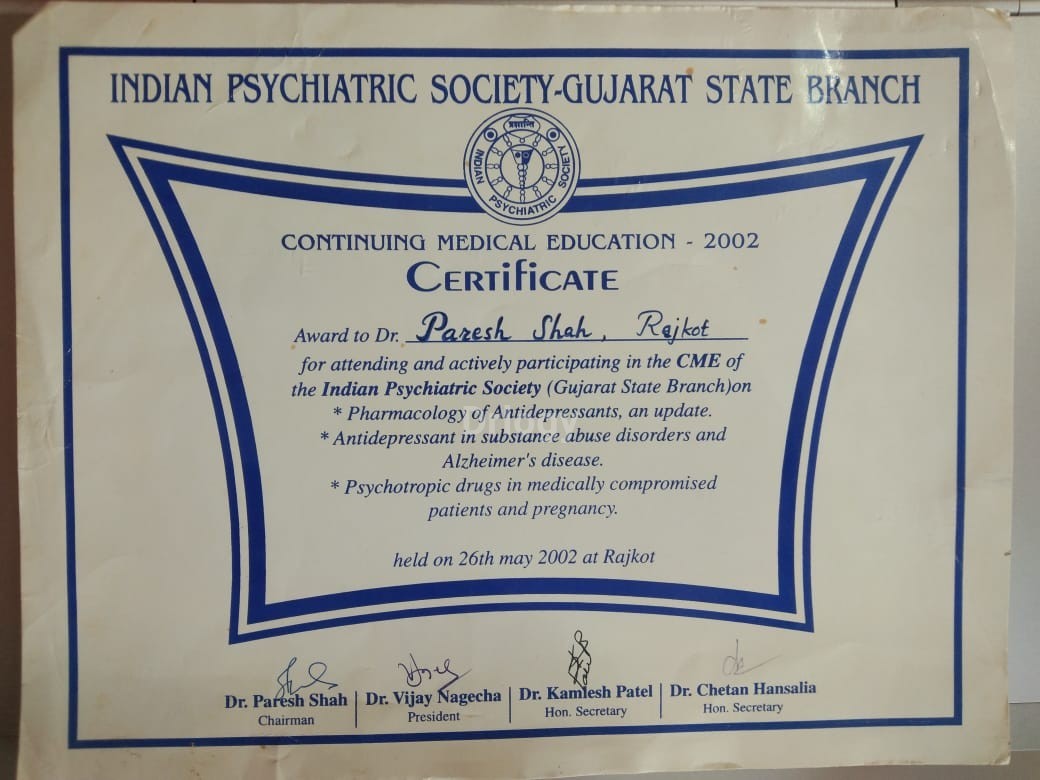 INDIAN PSYCHIATRIC SOCIETY-GUJARAT STATE BRANCH
प्रशान्ति
INDIAN PSYCHIATRIC SOCIETY
CONTINUING MEDICAL EDUCATION - 2002
CERTIFICATE
Award to Dr. Paresh Shah, Rajkot
for attending and actively participating in the CME of
the Indian Psychiatric Society (Gujarat State Branch)on
* Pharmacology of Antidepressants, an update.
* Antidepressant in substance abuse disorders and
Alzheimer's disease.
* Psychotropic drugs in medically compromised
patients and pregnancy.
held on 26th may 2002 at Rajkot
Dr. Paresh Shah
Chairman
Dr. Vijay Nagecha
President
Dr. Kamlesh Patel
Hon. Secretary
Dr. Chetan Hansalia
Hon. Secretary